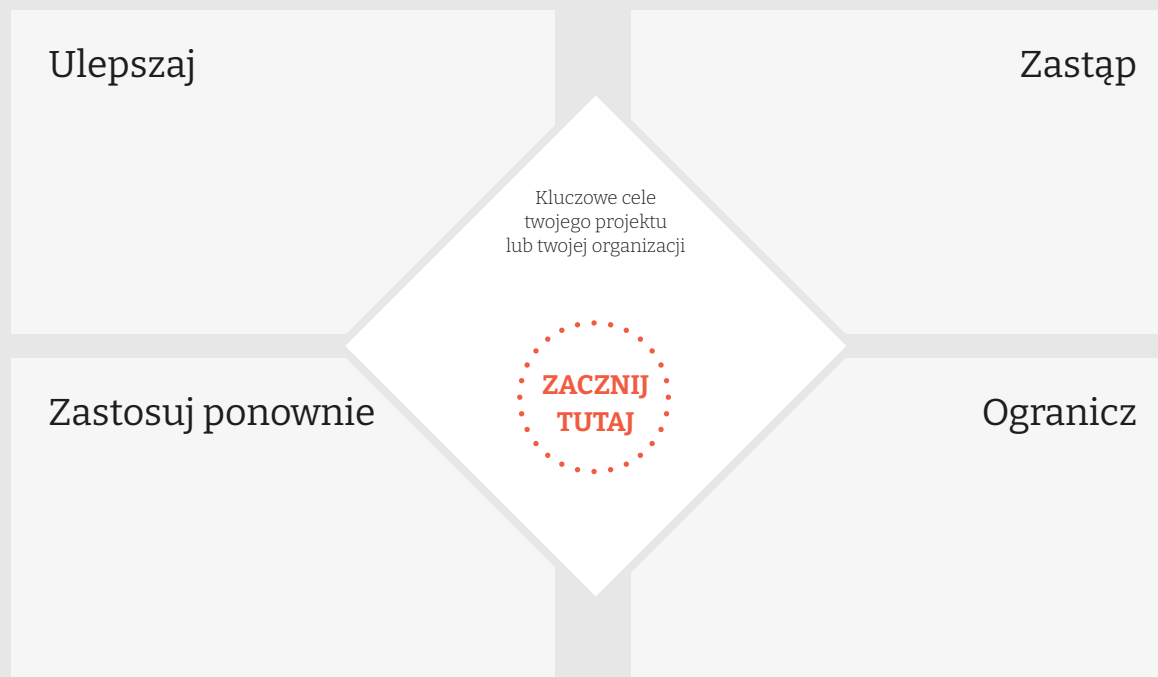 Ulepszaj
Zastąp
Kluczowe cele
twojego projektu
lub twojej organizacji
ZACZNIJ
TUTAJ
Zastosuj ponownie
Ogranicz